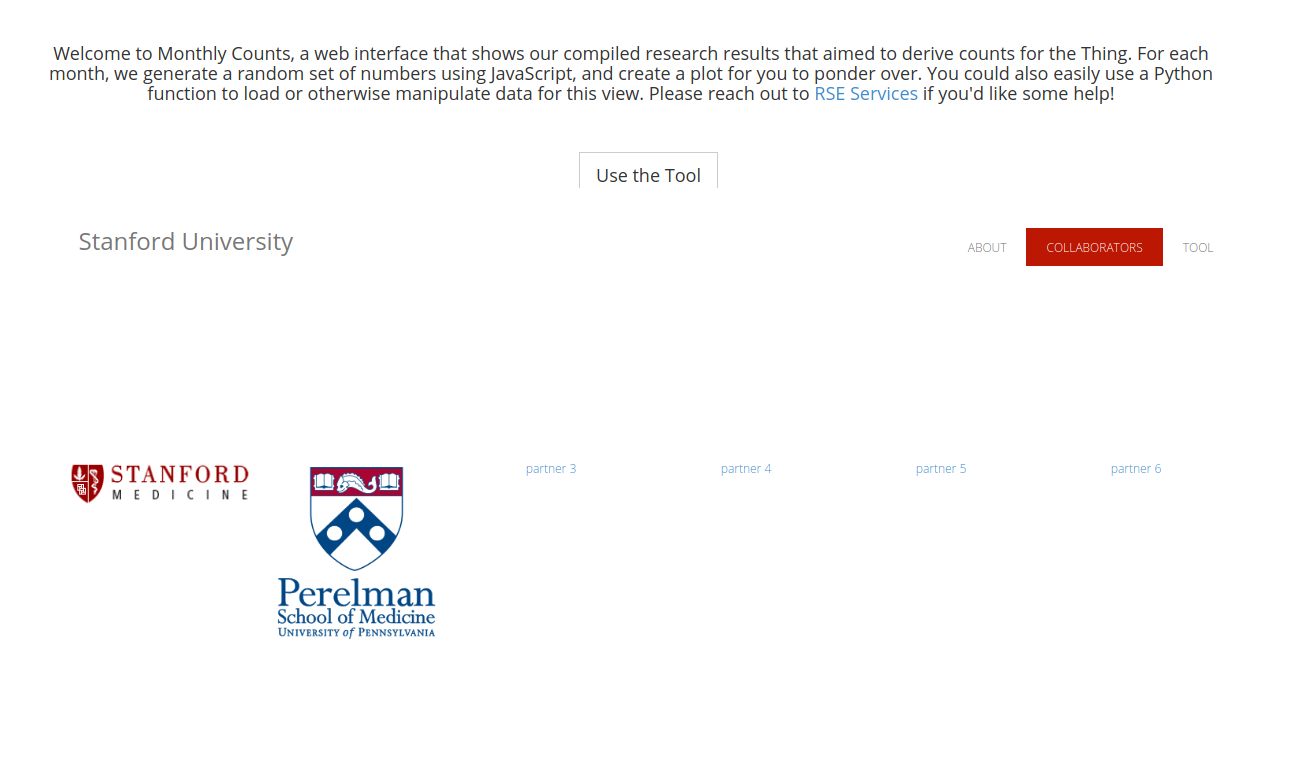 Welcome to Monthly Counts, a web interface that shows our compiled research results that aimed to derive counts for the Thing. For each
month, we generate a random set of numbers using JavaScript, and create a plot for you to ponder over. You could also easily use a Python
function to load or otherwise manipulate data for this view. Please reach out to RSE Services if you'd like some help!
Use the Tool
Stanford University
ABOUT
COLLABORATORS
TOOL
STANFORD
MEDICINE
Perelman
School of Medicine
UNIVERSITY of PENNSYLVANIA
partner 3
partner 4
partner 5
partner 6